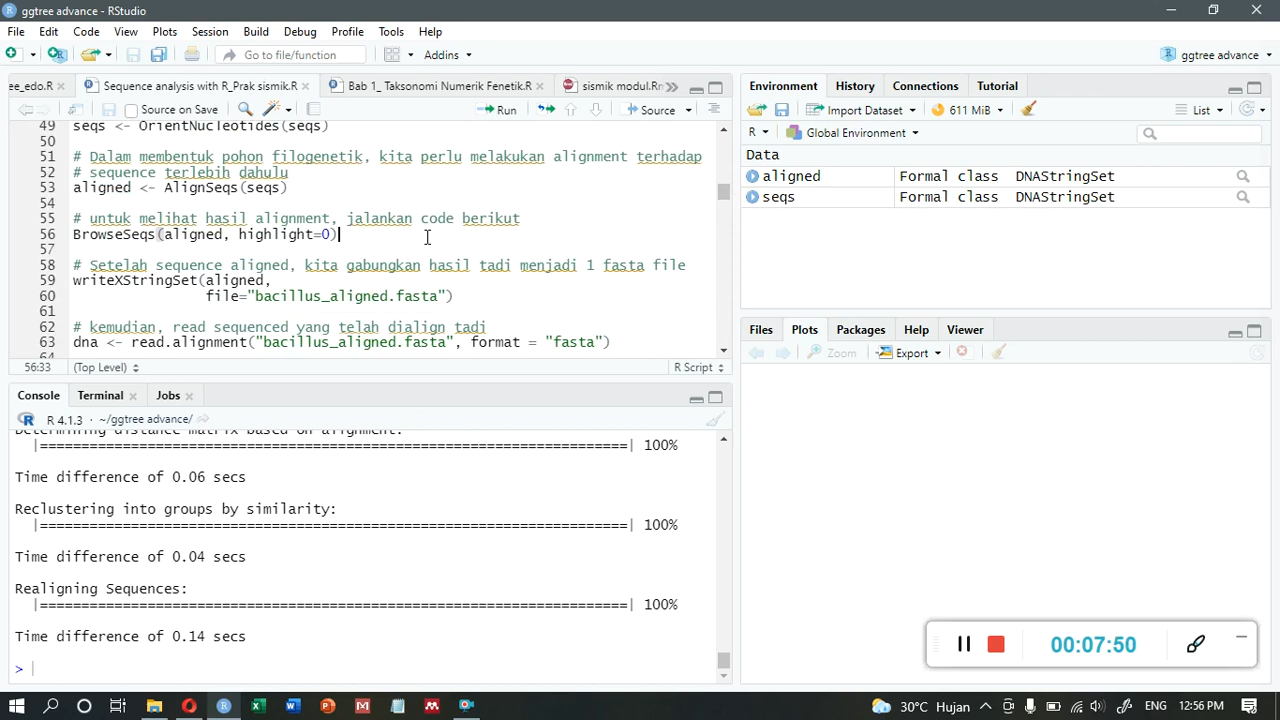 ggtree advance - RStudio
File Edit Code View Plots Session Build Debug Profile Tools Help
Go to file/function Addins ggtree advance
ee_edo.R Sequence analysis with R_Prak sismik.R Bab 1_ Taksonomi Numerik Fenetik.R sismik modul.Rm
Source on Save Run Source
49 seqs <- OrientNucleotides(seqs)
50
51 # Dalam membentuk pohon filogenetik, kita perlu melakukan alignment terhadap
52 # sequence terlebih dahulu
53 aligned <- AlignSeqs(seqs)
54
55 # untuk melihat hasil alignment, jalankan code berikut
56 BrowseSeqs(aligned, highlight=0)
57
58 # Setelah sequence aligned, kita gabungkan hasil tadi menjadi 1 fasta file
59 writeXStringSet(aligned,
60 file="bacillus_aligned.fasta")
61
62 # kemudian, read sequenced yang telah dialign tadi
63 dna <- read.alignment("bacillus_aligned.fasta", format = "fasta")
64
56:33 (Top Level) R Script
Console Terminal Jobs
R 4.1.3 · ~/ggtree advance/
Determining distance matrix based on alignment:
|=========================================================================| 100%
Time difference of 0.06 secs
Reclustering into groups by similarity:
|=========================================================================| 100%
Time difference of 0.04 secs
Realigning Sequences:
|=========================================================================| 100%
Time difference of 0.14 secs
>
Environment History Connections Tutorial
Import Dataset 611 MiB List
R Global Environment
Data
aligned Formal class DNAStringSet
seqs Formal class DNAStringSet
Files Plots Packages Help Viewer
Zoom Export
00:07:50
30°C Hujan ENG 12:56 PM